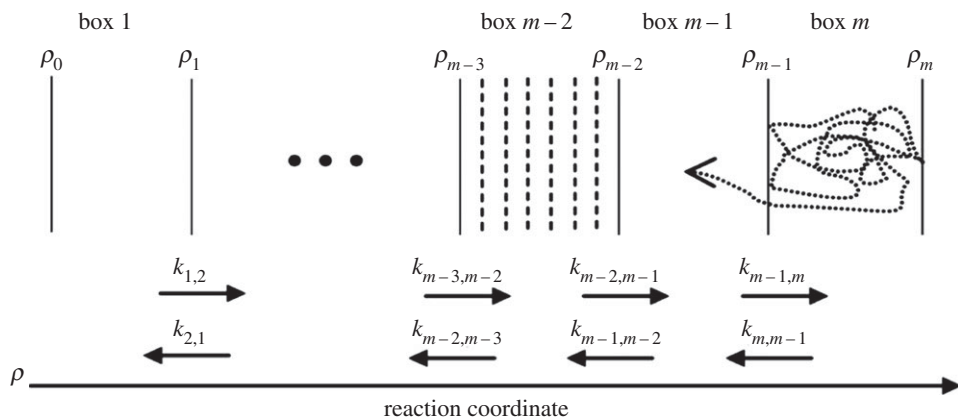 box 1 box m – 2 box m – 1 box m
ρ0 ρ1 ρm–3 ρm–2 ρm–1 ρm
k1,2 km–3,m–2 km–2,m–1 km–1,m
k2,1 km–2,m–3 km–1,m–2 km,m–1
ρ
reaction coordinate